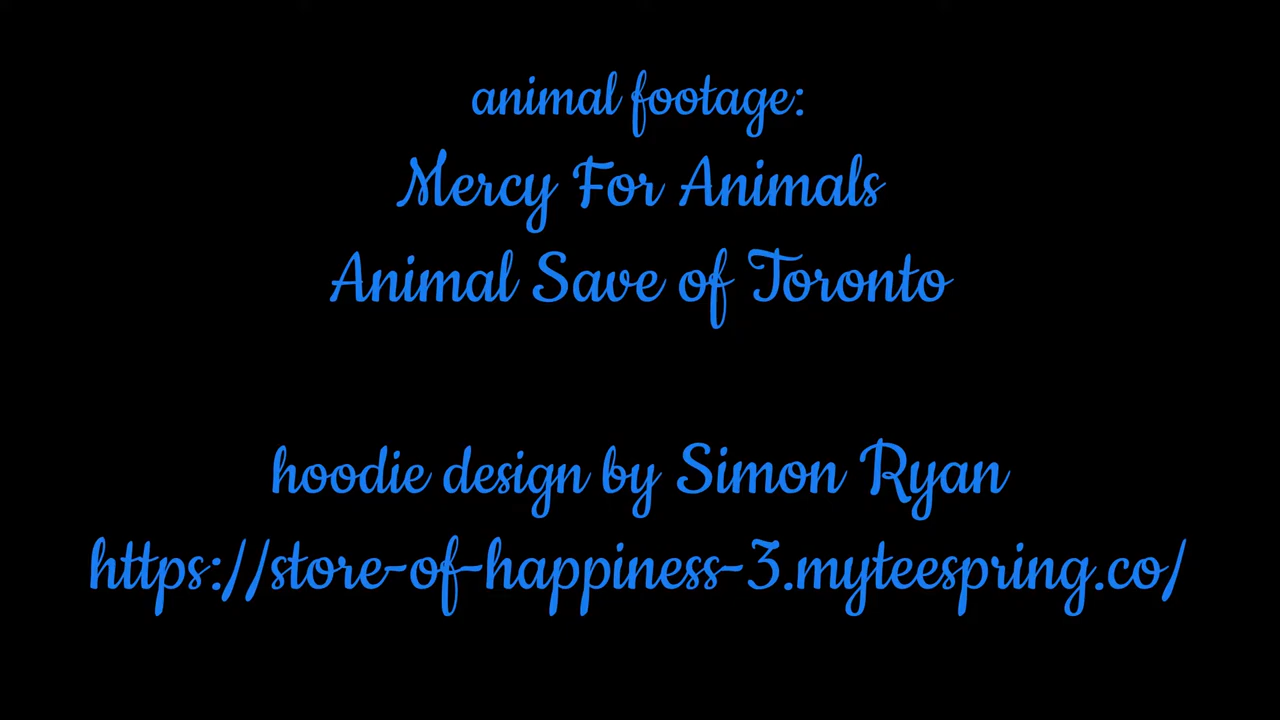 animal footage:
Mercy For Animals
Animal Save of Toronto
hoodie design by Simon Ryan
https://store-of-happiness-3.myteespring.co/